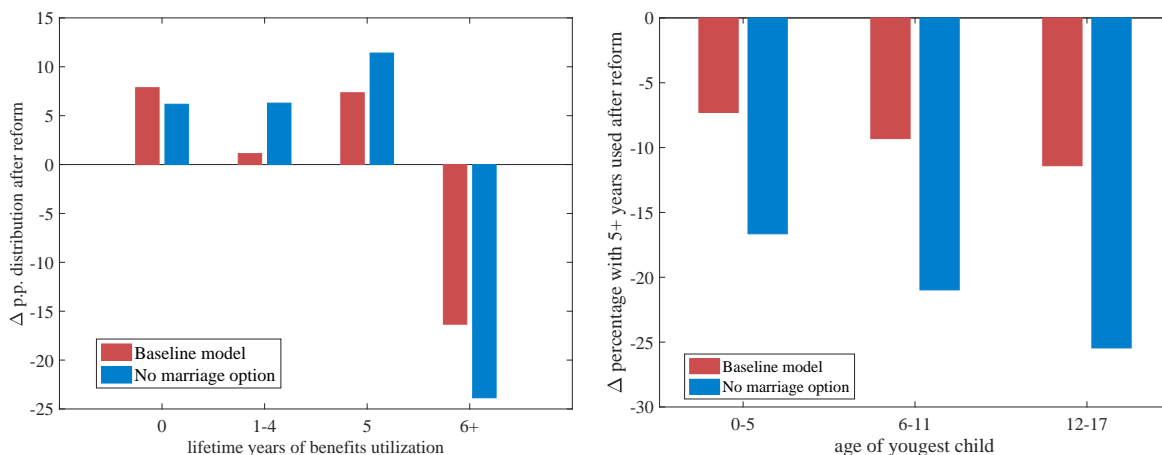 15
10
5
0
-5
-10
-15
-20
-25
Δ p.p. distribution after reform
Baseline model
No marriage option
0 1-4 5 6+
lifetime years of benefits utilization
0
-5
-10
-15
-20
-25
-30
Δ percentage with 5+ years used after reform
Baseline model
No marriage option
0-5 6-11 12-17
age of yougest child